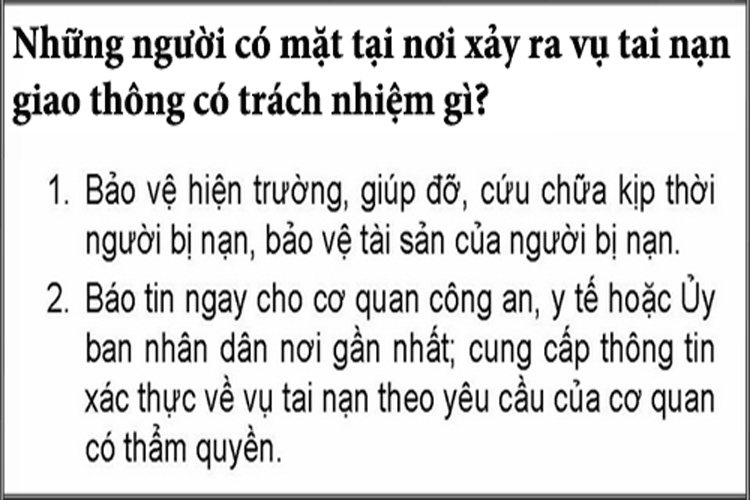 Những người có mặt tại nơi xảy ra vụ tai nạn
giao thông có trách nhiệm gì?
1. Bảo vệ hiện trường, giúp đỡ, cứu chữa kịp thời
người bị nạn, bảo vệ tài sản của người bị nạn.
2. Báo tin ngay cho cơ quan công an, y tế hoặc Ủy
ban nhân dân nơi gần nhất; cung cấp thông tin
xác thực về vụ tai nạn theo yêu cầu của cơ quan
có thẩm quyền.